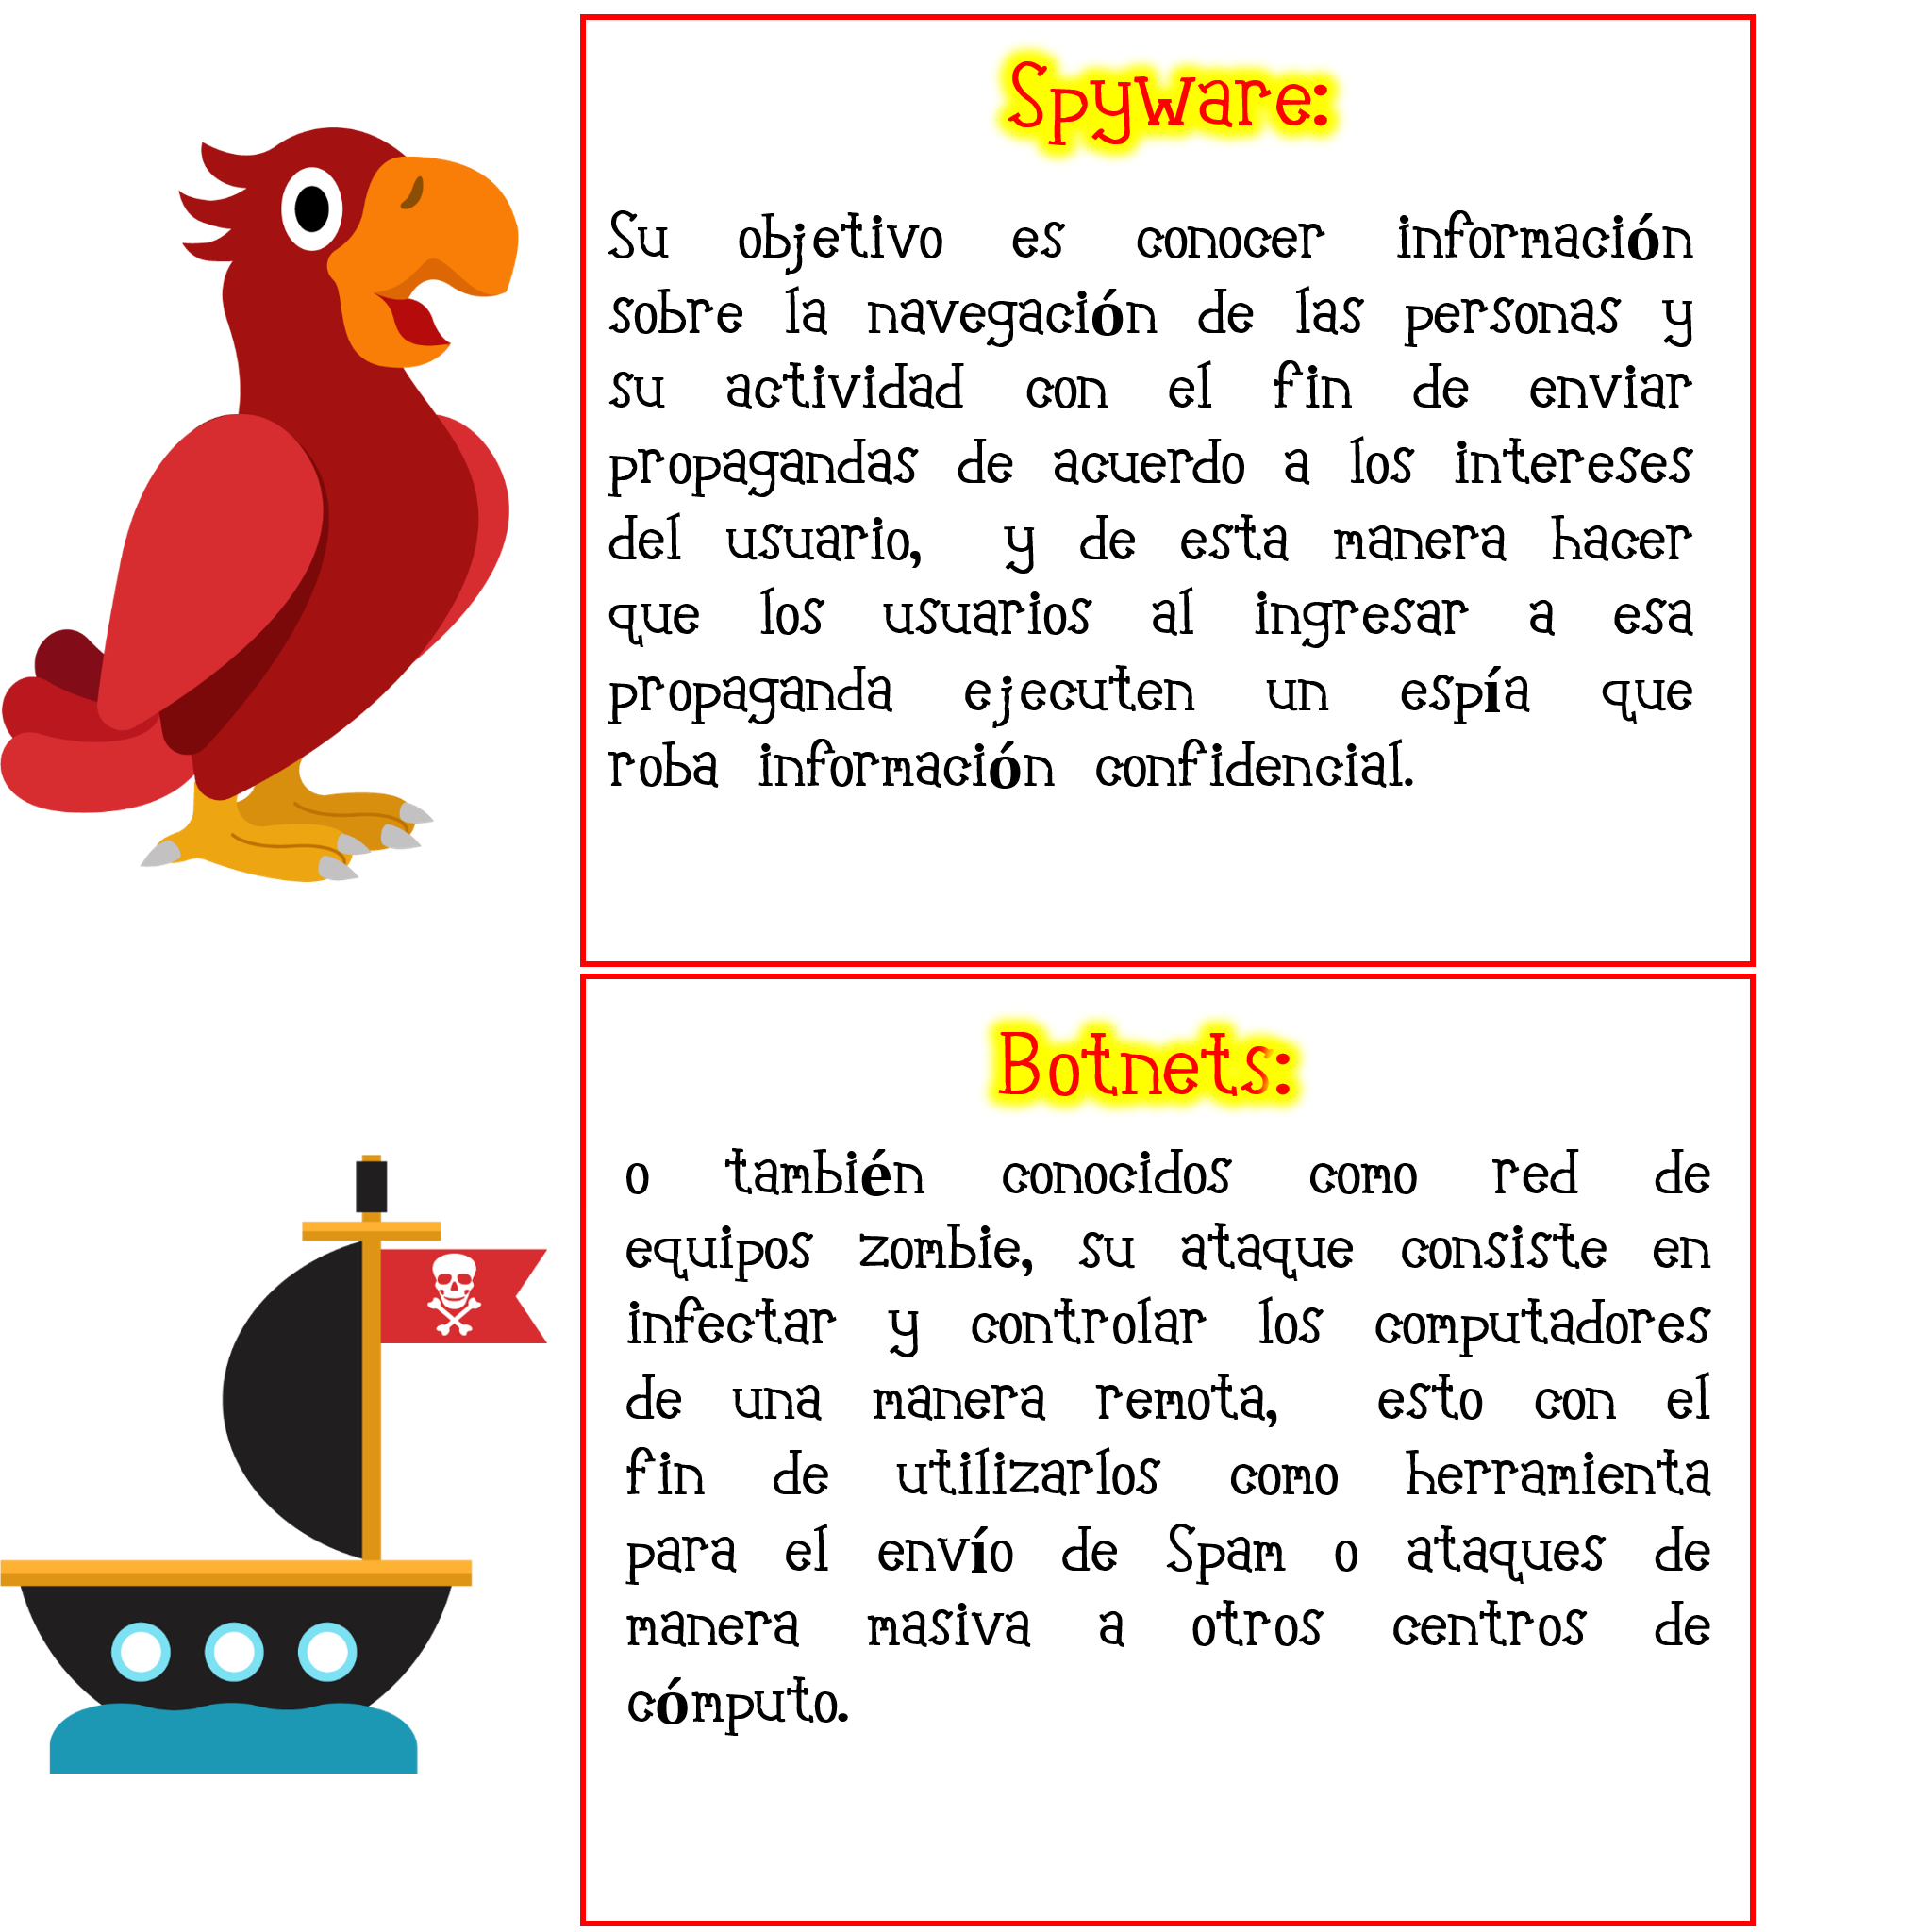 Spyware:
Su objetivo es conocer información
sobre la navegación de las personas y
su actividad con el fin de enviar
propagandas de acuerdo a los intereses
del usuario, y de esta manera hacer
que los usuarios al ingresar a esa
propaganda ejecuten un espía que
roba información confidencial.
Botnets:
o también conocidos como red de
equipos zombie, su ataque consiste en
infectar y controlar los computadores
de una manera remota, esto con el
fin de utilizarlos como herramienta
para el envío de Spam o ataques de
manera masiva a otros centros de
cómputo.